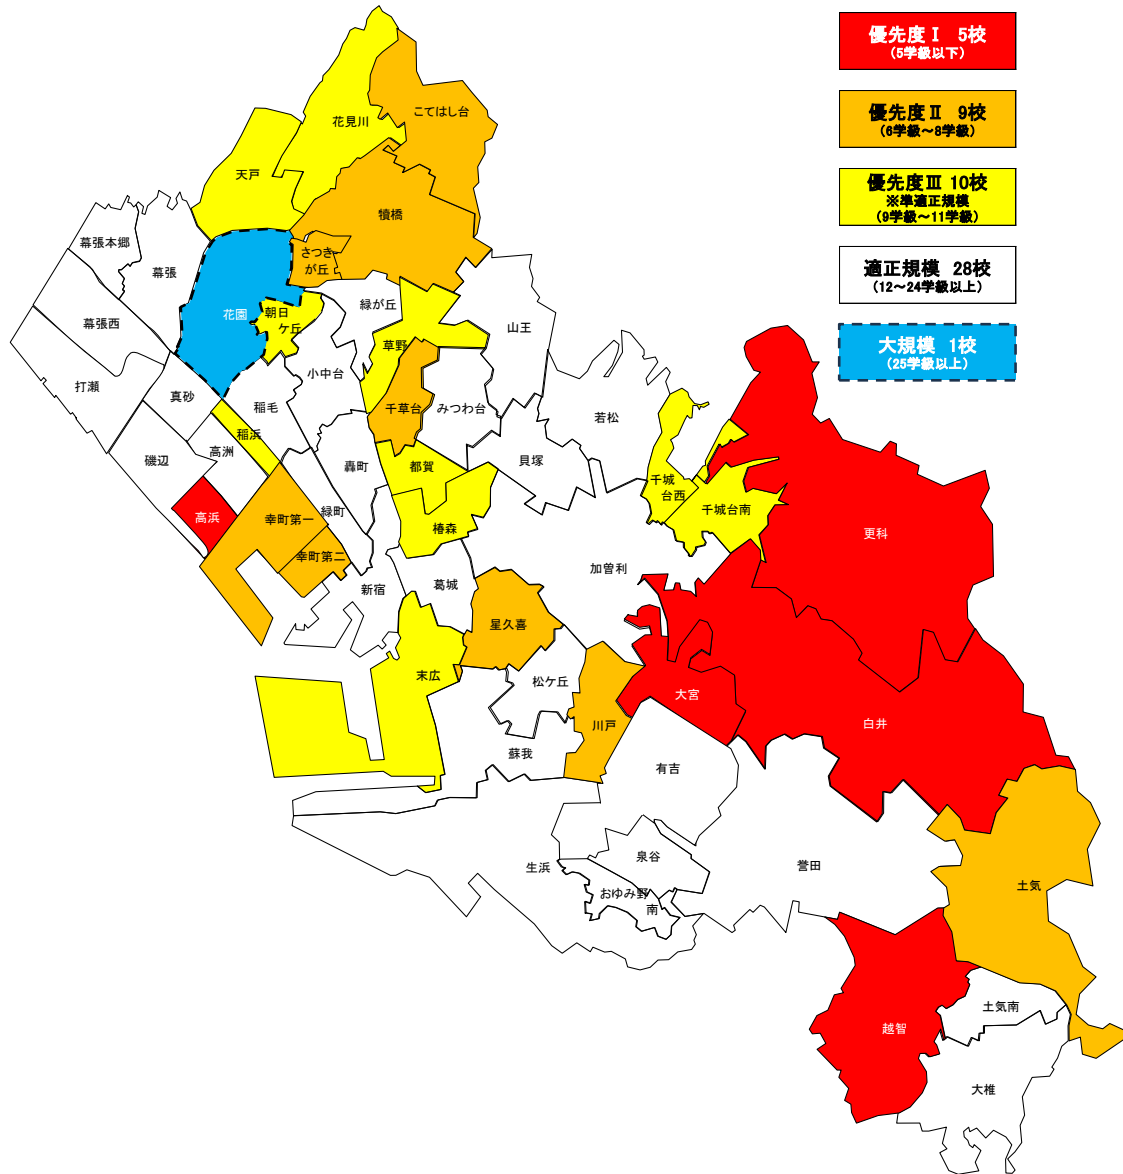 優先度Ⅰ 5校
(5学級以下)
優先度Ⅱ 9校
(6学級～8学級)
優先度Ⅲ 10校
※準適正規模
(9学級～11学級)
適正規模 28校
(12～24学級以上)
大規模 1校
(25学級以上)
こてはし台
花見川
天戸
犢橋
幕張本郷
幕張
さつき
が丘
緑が丘
朝日
ケ丘
花園
山王
幕張西
草野
小中台
打瀬
真砂
稲毛
千草台
みつわ台
若松
稲浜
高洲
磯辺
轟町
都賀
貝塚
千城
台西
千城台南
高浜
幸町第一
緑町
椿森
更科
幸町第二
新宿
葛城
加曽利
星久喜
末広
松ケ丘
大宮
川戸
白井
蘇我
有吉
泉谷
生浜
誉田
おゆみ野
南
土気
土気南
越智
大椎